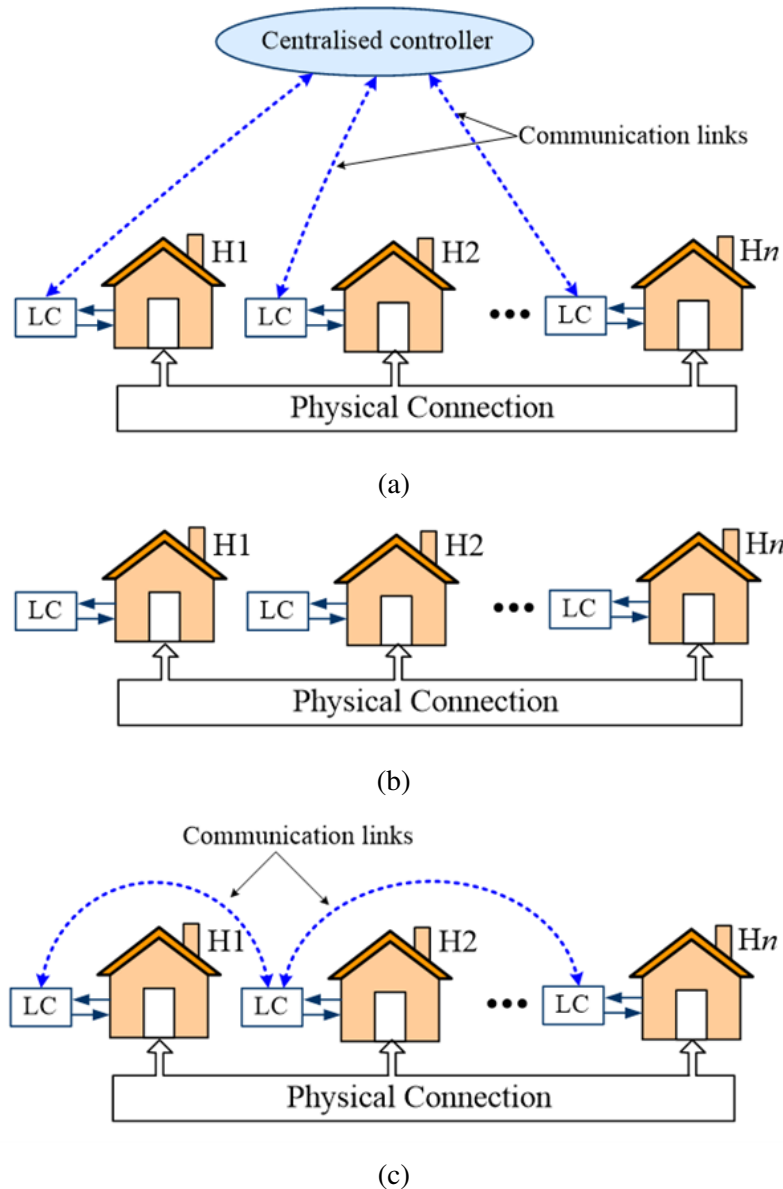 Centralised controller
Communication links
H1
H2
Hn
LC
LC
LC
Physical Connection
(a)
H1
H2
Hn
LC
LC
LC
Physical Connection
(b)
Communication links
H1
H2
Hn
LC
LC
LC
Physical Connection
(c)